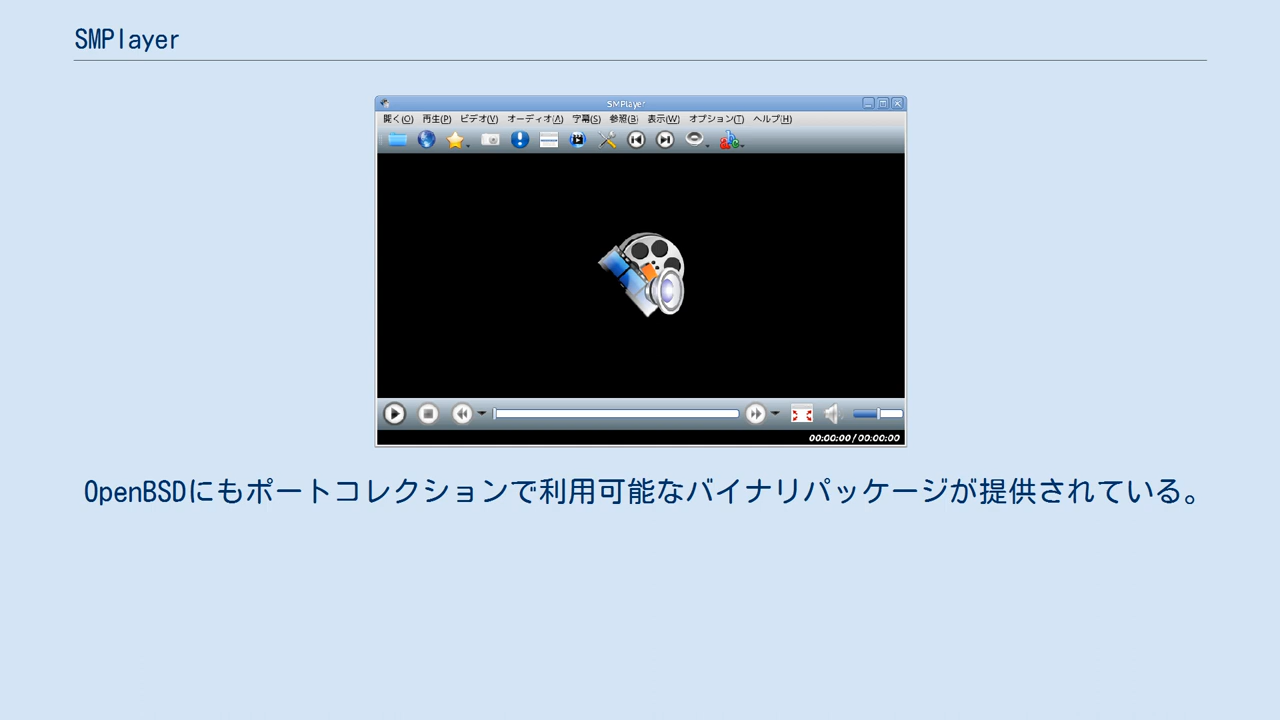 SMPlayer
SMPlayer
開く(O) 再生(P) ビデオ(V) オーディオ(A) 字幕(S) 参照(B) 表示(W) オプション(T) ヘルプ(H)
00:00:00 / 00:00:00
OpenBSDにもポートコレクションで利用可能なバイナリパッケージが提供されている。